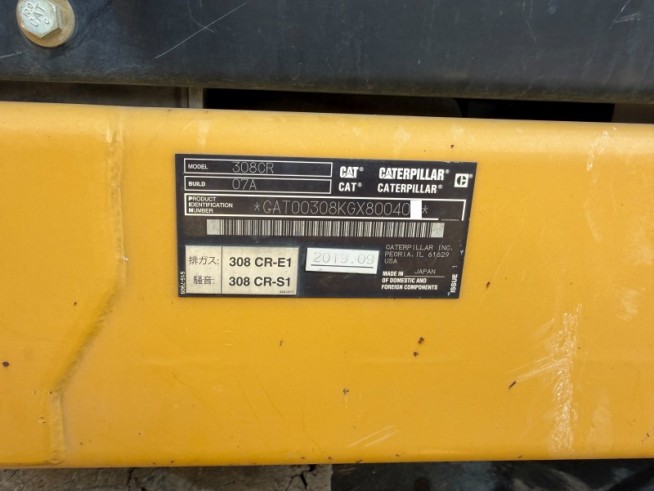 MODEL 308CR CAT® CATERPILLAR®
BUILD 07A CAT® CATERPILLAR®
PRODUCT IDENTIFICATION NUMBER *CAT00308KGX80040 *
排ガス: 308 CR-E1
騒音: 308 CR-S1
2019.09
CATERPILLAR INC.
PEORIA, IL 61629
USA
MADE IN JAPAN
OF DOMESTIC AND
FOREIGN COMPONENTS
ISSUE